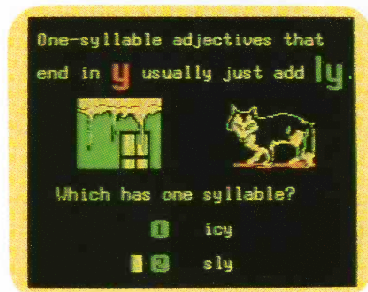 One-syllable adjectives that
end in y usually just add ly.
Which has one syllable?
1 icy
2 sly